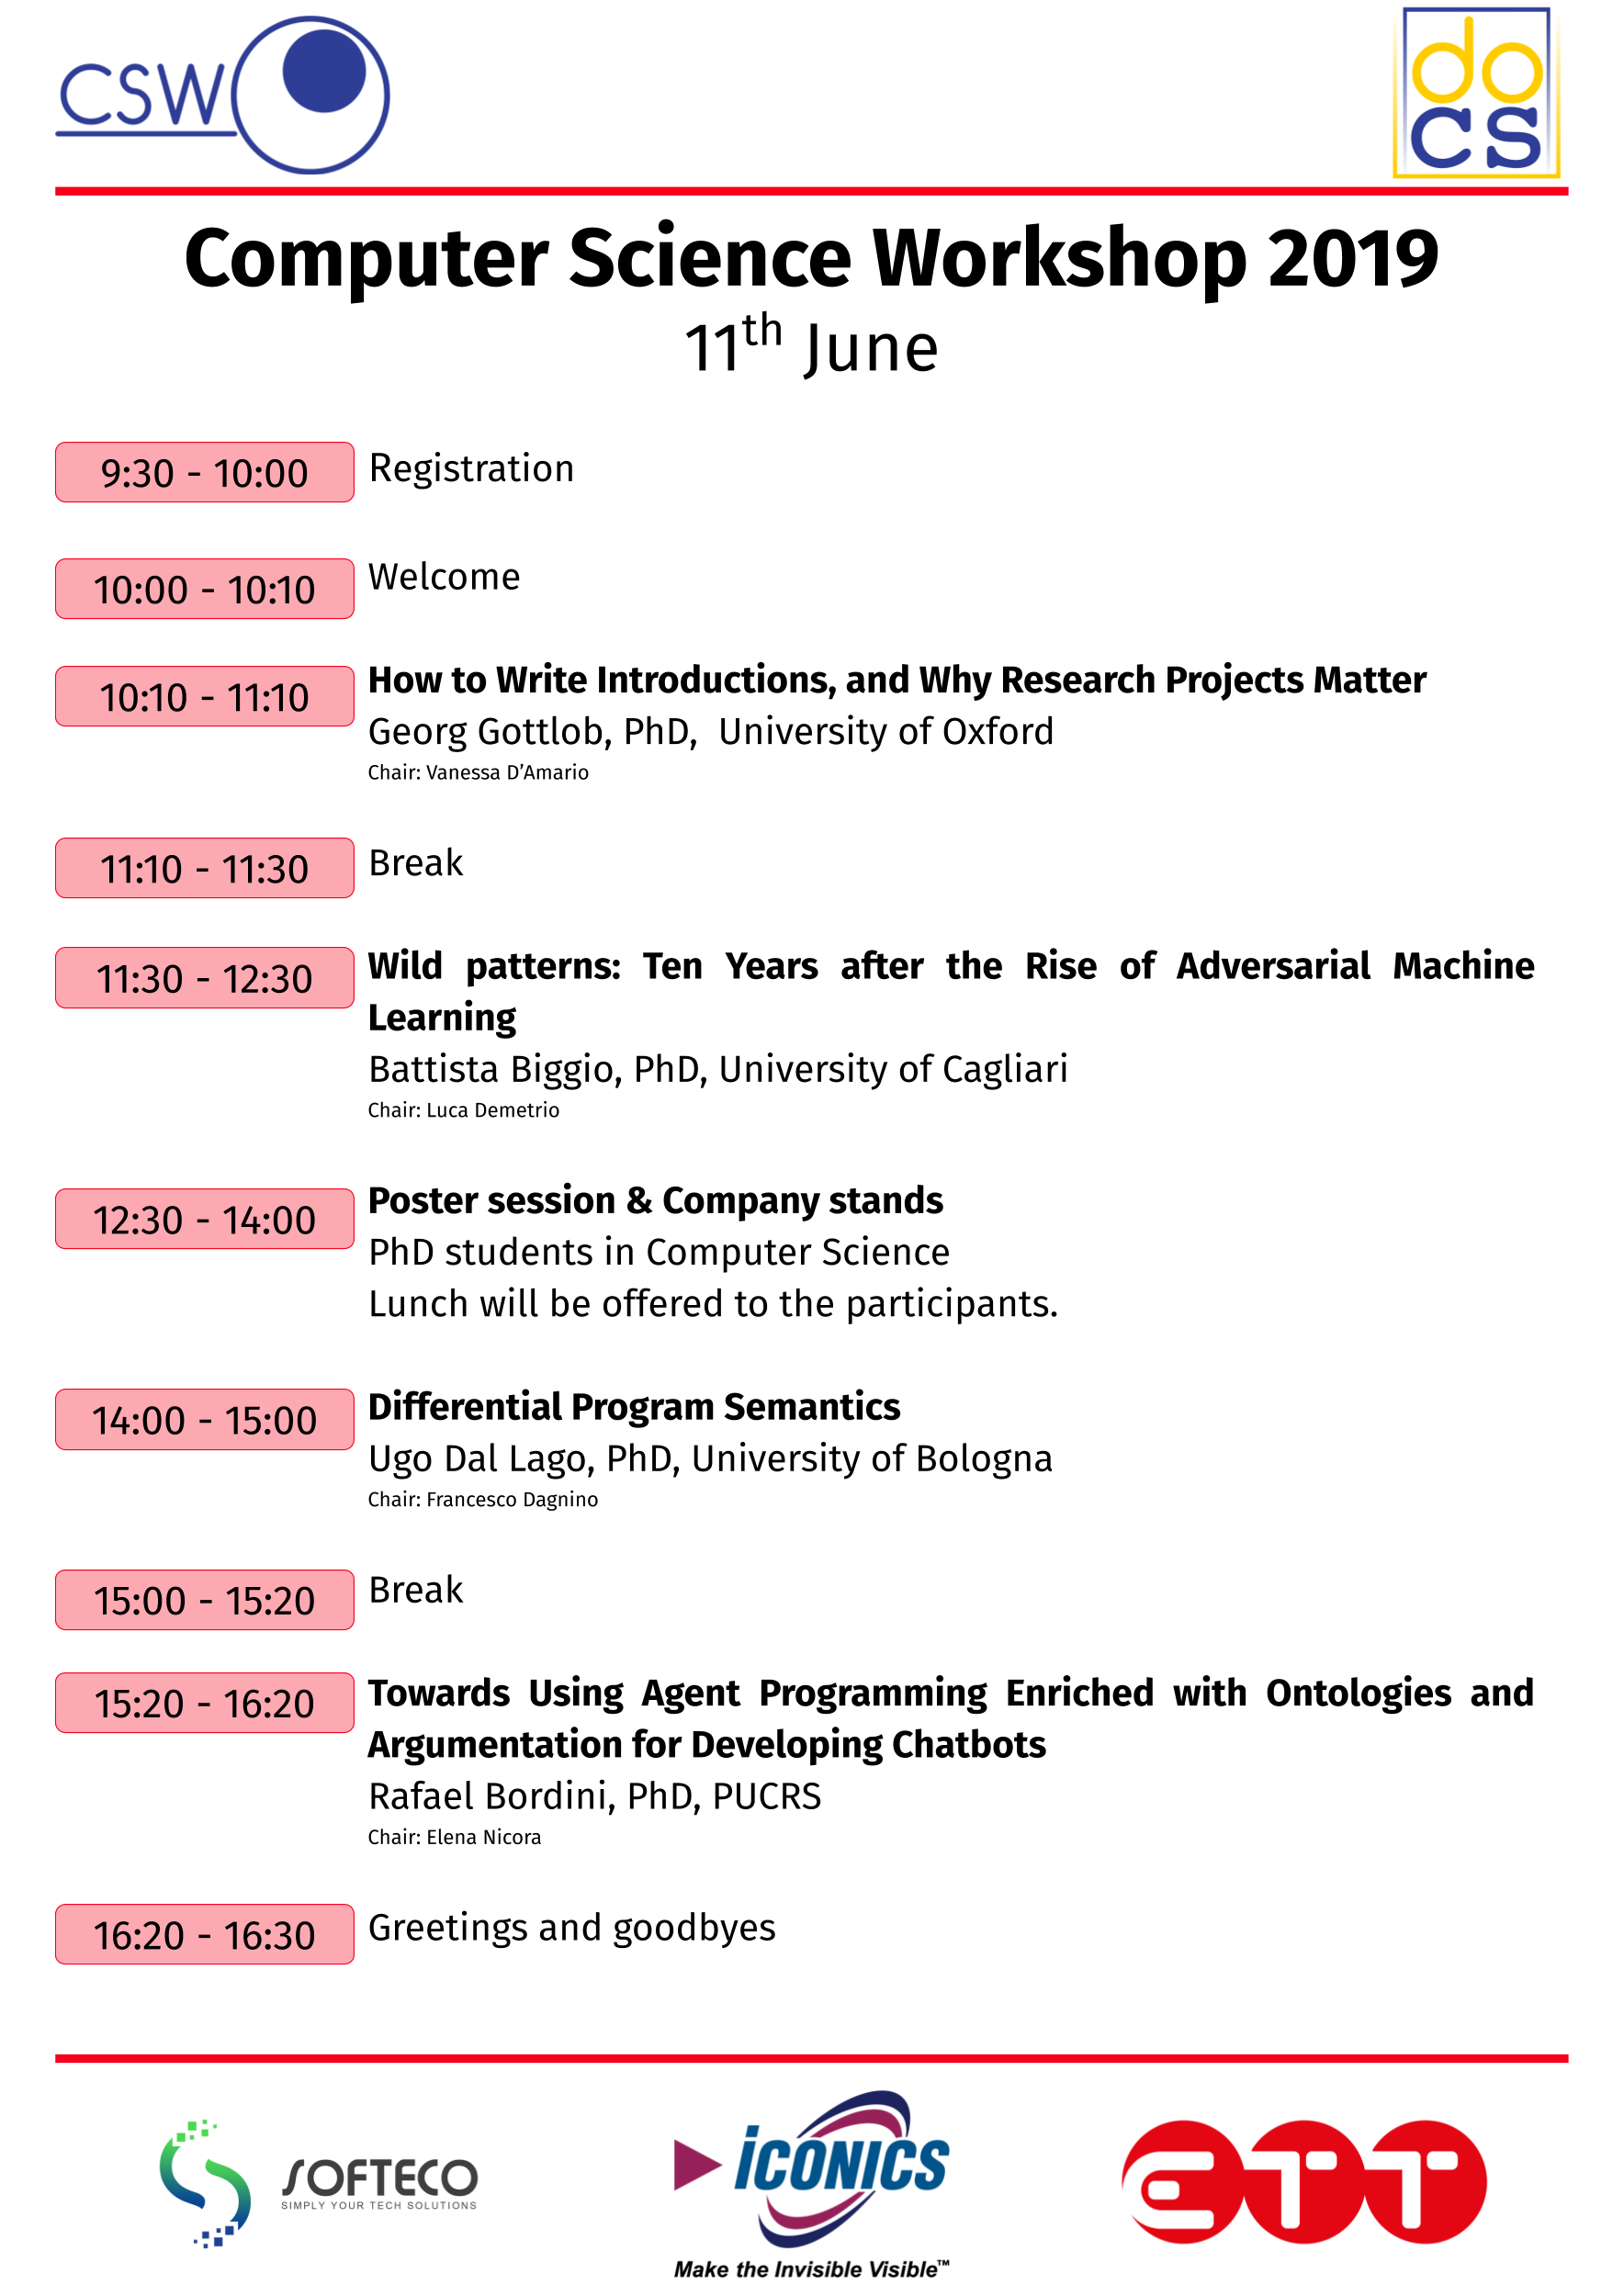 CSW
do
cs
Computer Science Workshop 2019
11th June
9:30 - 10:00
Registration
10:00 - 10:10
Welcome
10:10 - 11:10
How to Write Introductions, and Why Research Projects Matter
Georg Gottlob, PhD, University of Oxford
Chair: Vanessa D’Amario
11:10 - 11:30
Break
11:30 - 12:30
Wild patterns: Ten Years after the Rise of Adversarial Machine
Learning
Battista Biggio, PhD, University of Cagliari
Chair: Luca Demetrio
12:30 - 14:00
Poster session & Company stands
PhD students in Computer Science
Lunch will be offered to the participants.
14:00 - 15:00
Differential Program Semantics
Ugo Dal Lago, PhD, University of Bologna
Chair: Francesco Dagnino
15:00 - 15:20
Break
15:20 - 16:20
Towards Using Agent Programming Enriched with Ontologies and
Argumentation for Developing Chatbots
Rafael Bordini, PhD, PUCRS
Chair: Elena Nicora
16:20 - 16:30
Greetings and goodbyes
SOFTECO
SIMPLY YOUR TECH SOLUTIONS
ICONICS
Make the Invisible Visible™
ETT